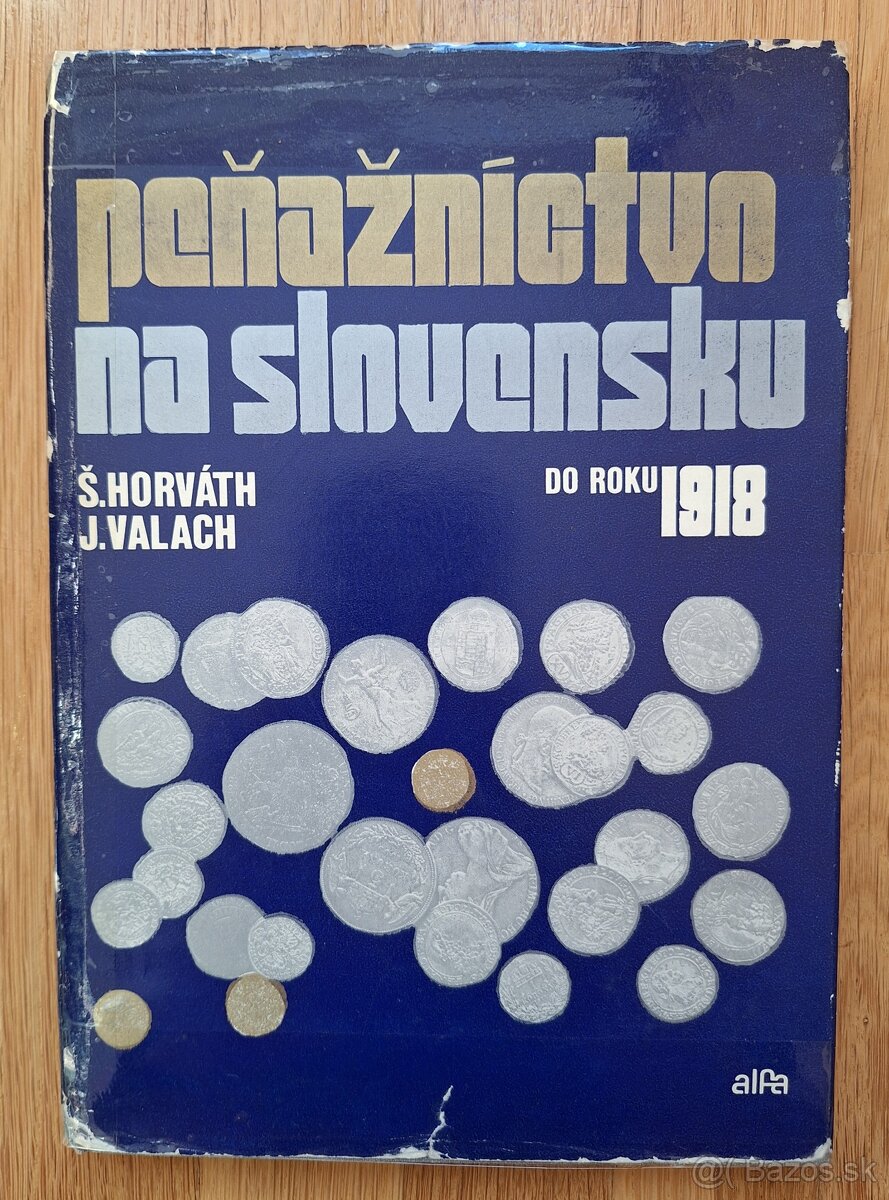 peňažníctvo
na slovensku
Š.HORVÁTH
J.VALACH
DO ROKU 1918
alfa
Bazos.sk